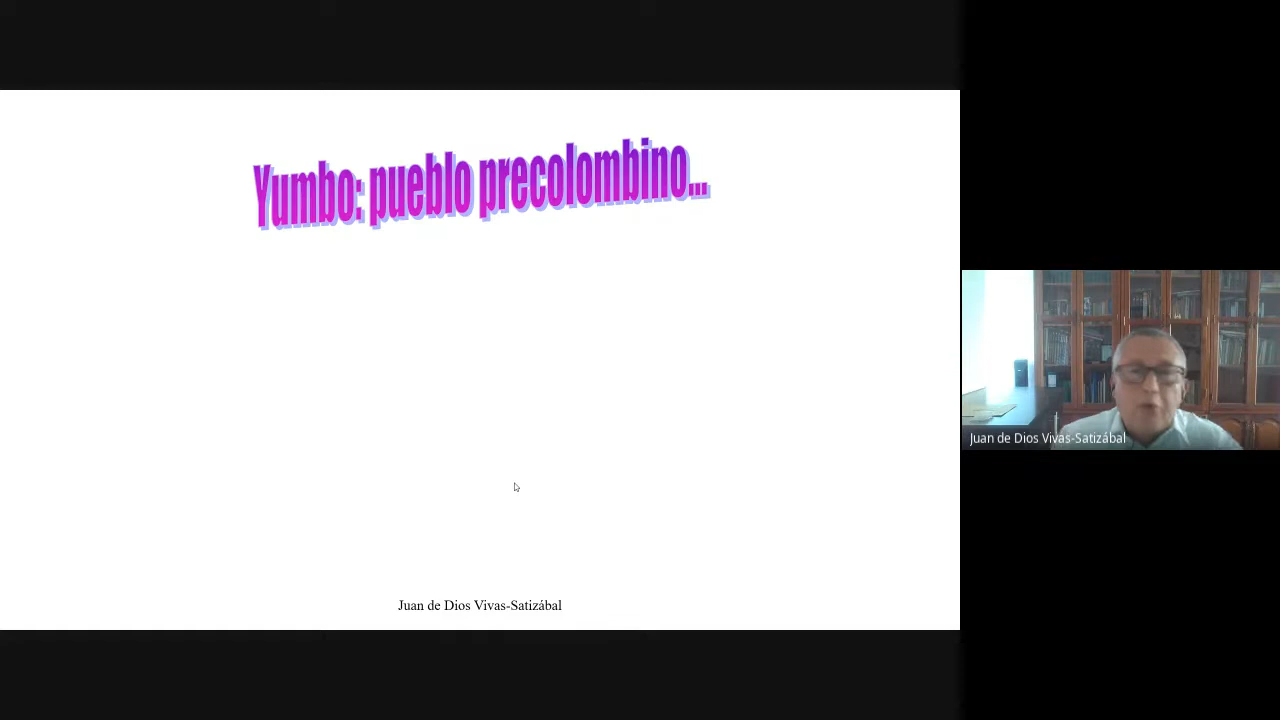 Yumbo: pueblo precolombino...
Juan de Dios Vivas-Satizábal
Juan de Dios Vivas-Satizábal